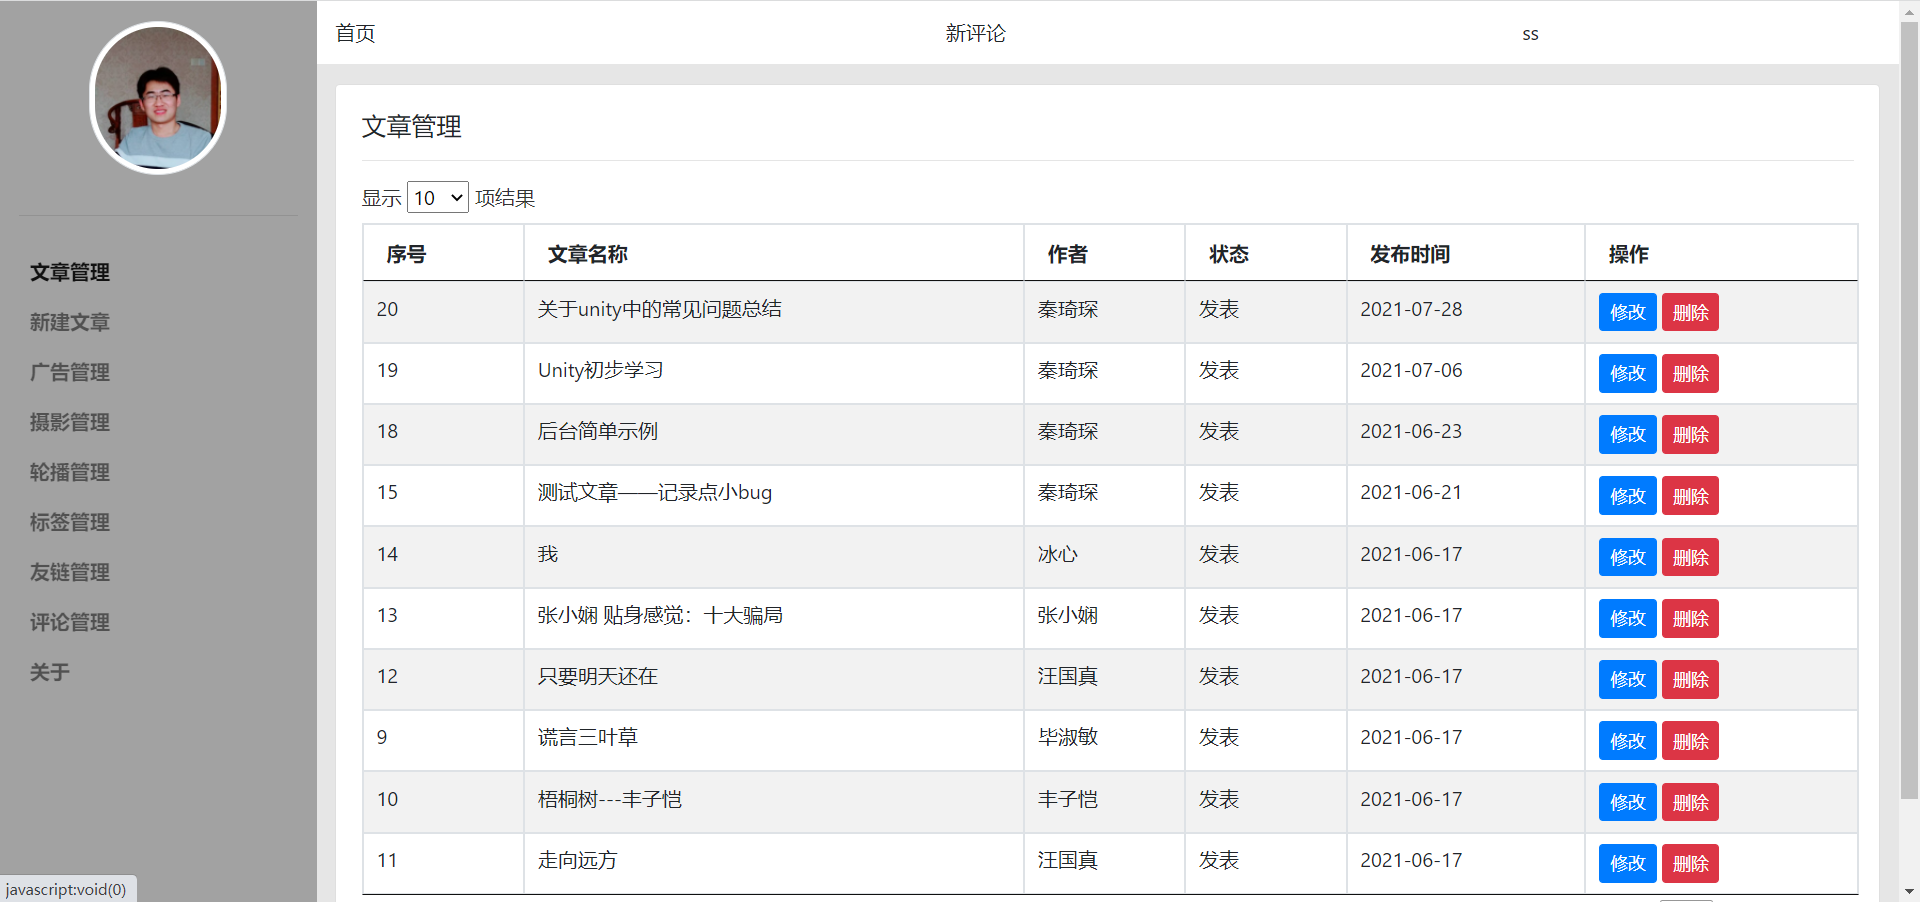 首页 新评论 ss
文章管理
显示 10 项结果
序号 文章名称 作者 状态 发布时间 操作
20 关于unity中的常见问题总结 秦琦琛 发表 2021-07-28 修改 删除
19 Unity初步学习 秦琦琛 发表 2021-07-06 修改 删除
18 后台简单示例 秦琦琛 发表 2021-06-23 修改 删除
15 测试文章——记录点小bug 秦琦琛 发表 2021-06-21 修改 删除
14 我 冰心 发表 2021-06-17 修改 删除
13 张小娴 贴身感觉：十大骗局 张小娴 发表 2021-06-17 修改 删除
12 只要明天还在 汪国真 发表 2021-06-17 修改 删除
9 谎言三叶草 毕淑敏 发表 2021-06-17 修改 删除
10 梧桐树---丰子恺 丰子恺 发表 2021-06-17 修改 删除
11 走向远方 汪国真 发表 2021-06-17 修改 删除
文章管理
新建文章
广告管理
摄影管理
轮播管理
标签管理
友链管理
评论管理
关于
javascript:void(0)